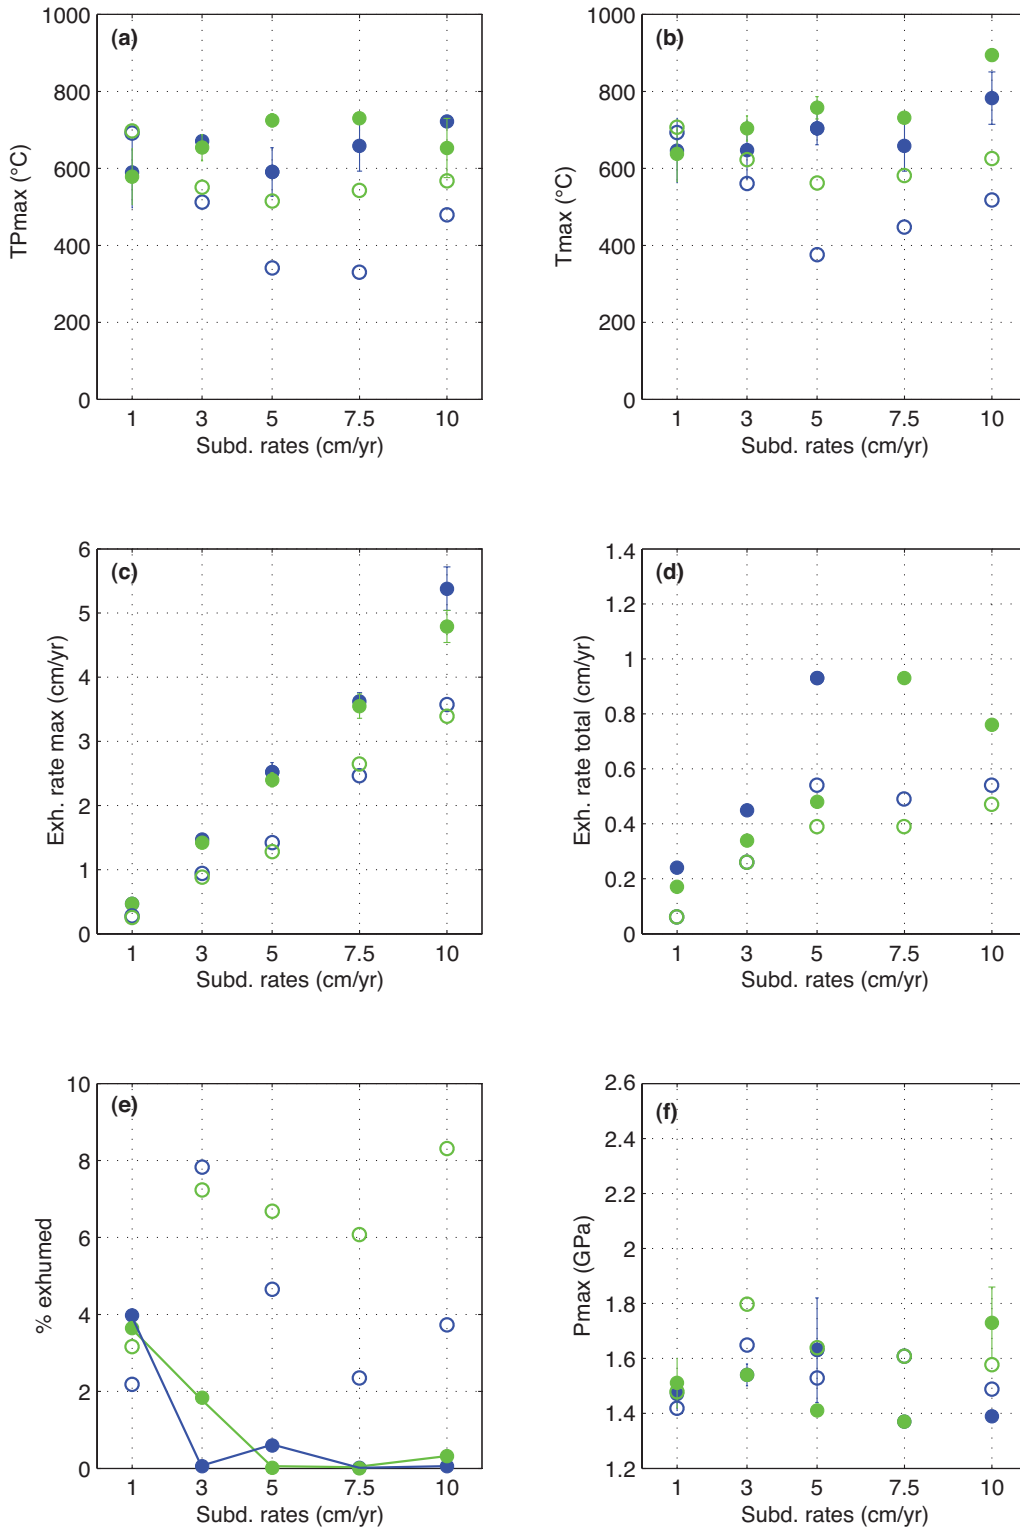 (a)
1000
800
600
400
200
0
TPmax (°C)
1 3 5 7.5 10
Subd. rates (cm/yr)
(b)
1000
800
600
400
200
0
Tmax (°C)
1 3 5 7.5 10
Subd. rates (cm/yr)
(c)
6
5
4
3
2
1
0
Exh. rate max (cm/yr)
1 3 5 7.5 10
Subd. rates (cm/yr)
(d)
1.4
1.2
1
0.8
0.6
0.4
0.2
0
Exh. rate total (cm/yr)
1 3 5 7.5 10
Subd. rates (cm/yr)
(e)
10
8
6
4
2
0
% exhumed
1 3 5 7.5 10
Subd. rates (cm/yr)
(f)
2.6
2.4
2.2
2
1.8
1.6
1.4
1.2
Pmax (GPa)
1 3 5 7.5 10
Subd. rates (cm/yr)